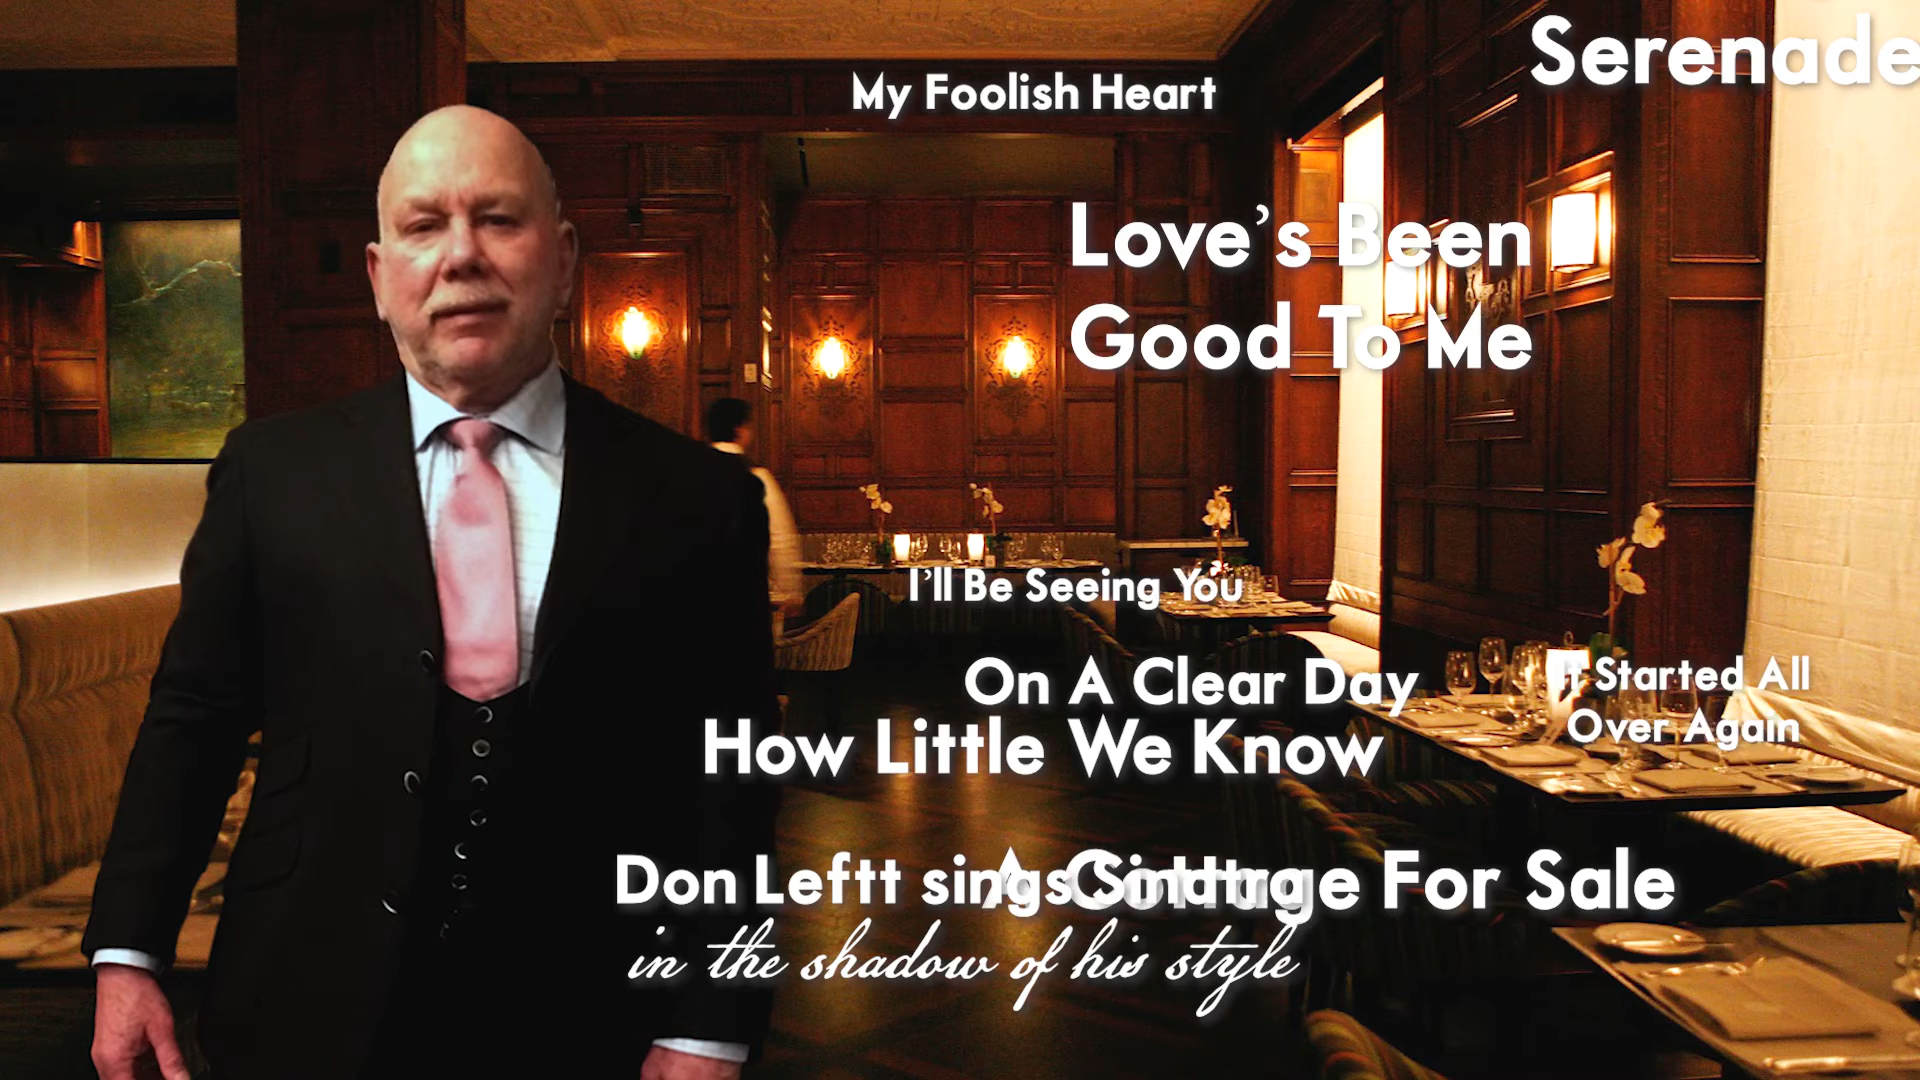 Serenade
My Foolish Heart
Love's Been
Good To Me
I'll Be Seeing You
On A Clear Day
It Started All
Over Again
How Little We Know
Don Leftt sings Sinatra
A Cottage For Sale
in the shadow of his style